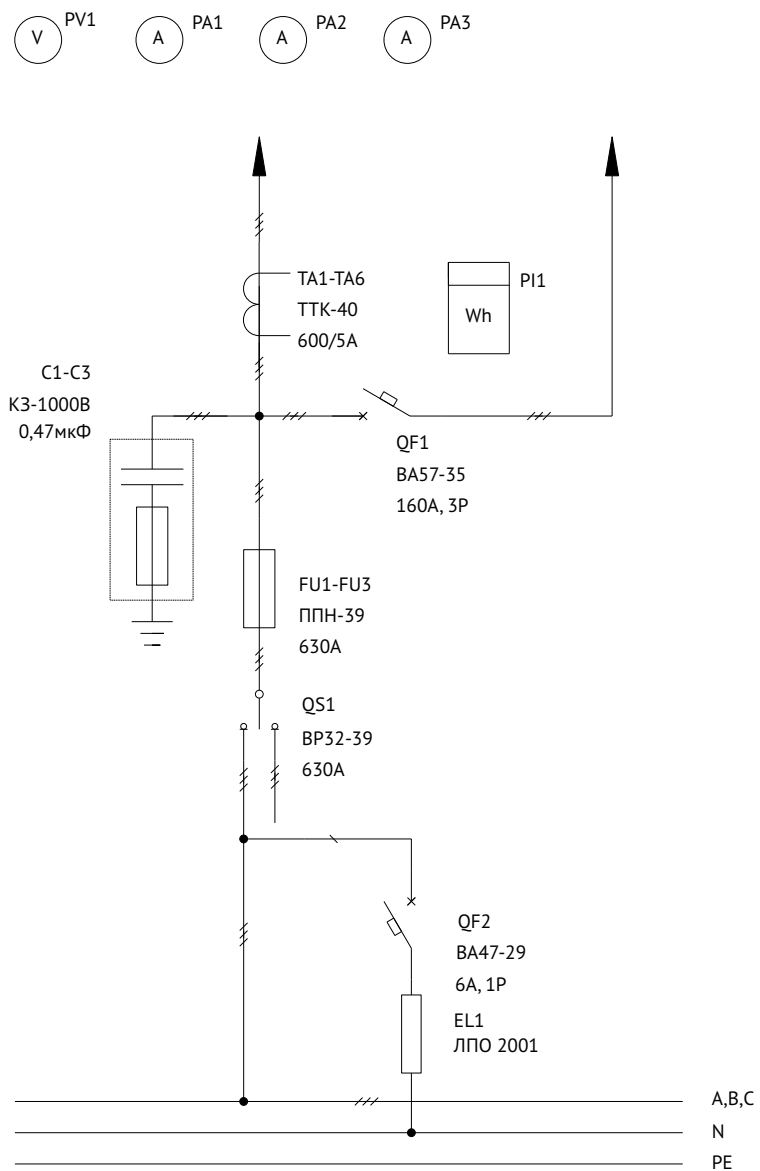 V PV1
A PA1
A PA2
A PA3
TA1-TA6
ТТК-40
600/5А
PI1
Wh
C1-C3
КЗ-1000В
0,47мкФ
QF1
ВА57-35
160А, 3Р
FU1-FU3
ППН-39
630А
QS1
ВР32-39
630А
QF2
ВА47-29
6А, 1Р
EL1
ЛПО 2001
A,B,C
N
PE